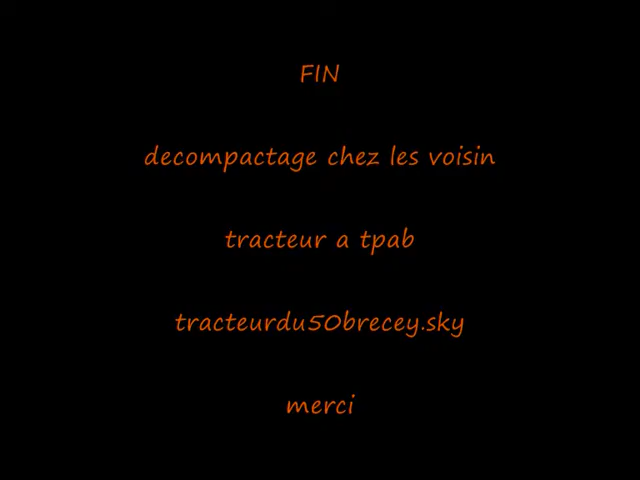 FIN
decompactage chez les voisin
tracteur a tpab
tracteurdu50brecey.sky
merci